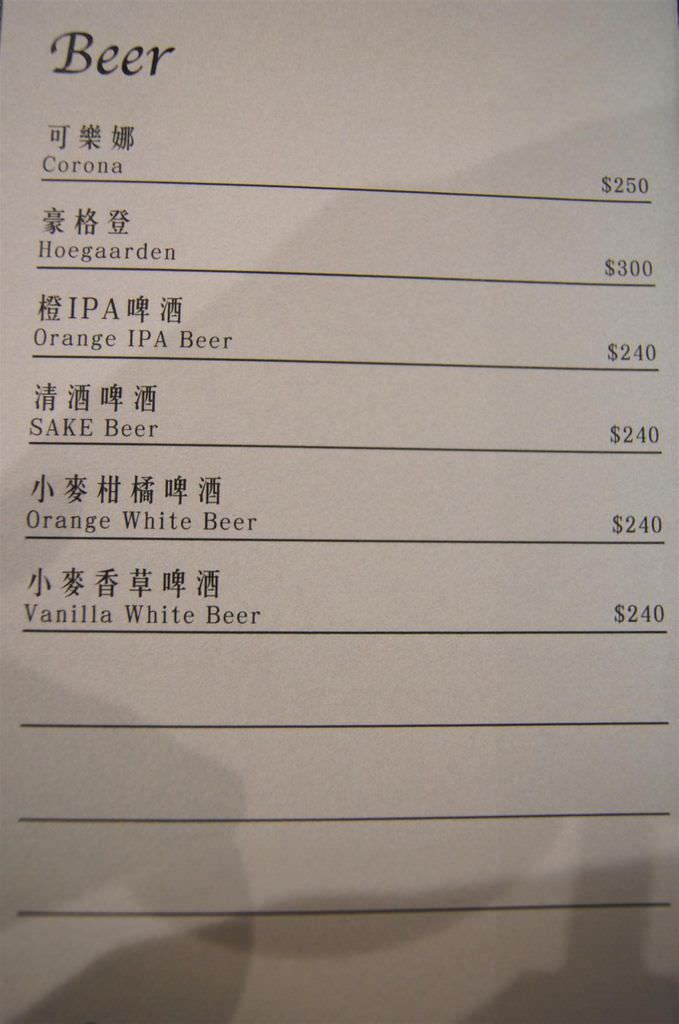 Beer
可樂娜
Corona
$250
豪格登
Hoegaarden
$300
橙IPA啤酒
Orange IPA Beer
$240
清酒啤酒
SAKE Beer
$240
小麥柑橘啤酒
Orange White Beer
$240
小麥香草啤酒
Vanilla White Beer
$240